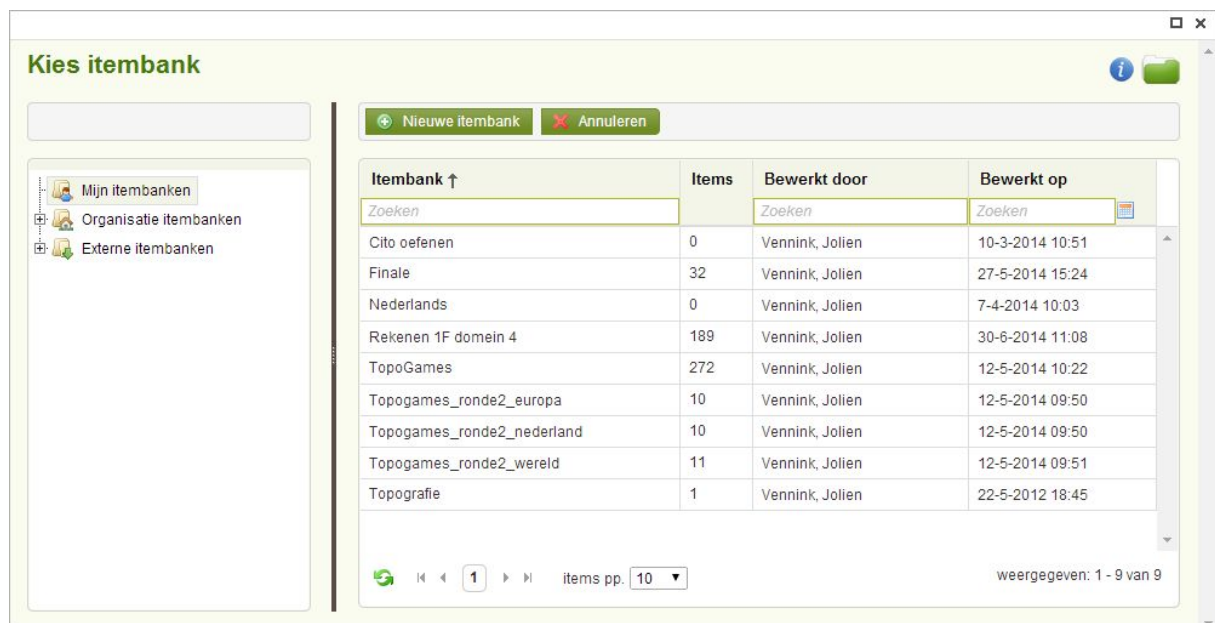 Kies itembank
Nieuwe itembank Annuleren
Mijn itembanken
Organisatie itembanken
Externe itembanken
Itembank ↑ Items Bewerkt door Bewerkt op
Zoeken Zoeken Zoeken
Cito oefenen 0 Vennink, Jolien 10-3-2014 10:51
Finale 32 Vennink, Jolien 27-5-2014 15:24
Nederlands 0 Vennink, Jolien 7-4-2014 10:03
Rekenen 1F domein 4 189 Vennink, Jolien 30-6-2014 11:08
TopoGames 272 Vennink, Jolien 12-5-2014 10:22
Topogames_ronde2_europa 10 Vennink, Jolien 12-5-2014 09:50
Topogames_ronde2_nederland 10 Vennink, Jolien 12-5-2014 09:50
Topogames_ronde2_wereld 11 Vennink, Jolien 12-5-2014 09:51
Topografie 1 Vennink, Jolien 22-5-2012 18:45
1 items pp. 10 weergegeven: 1 - 9 van 9